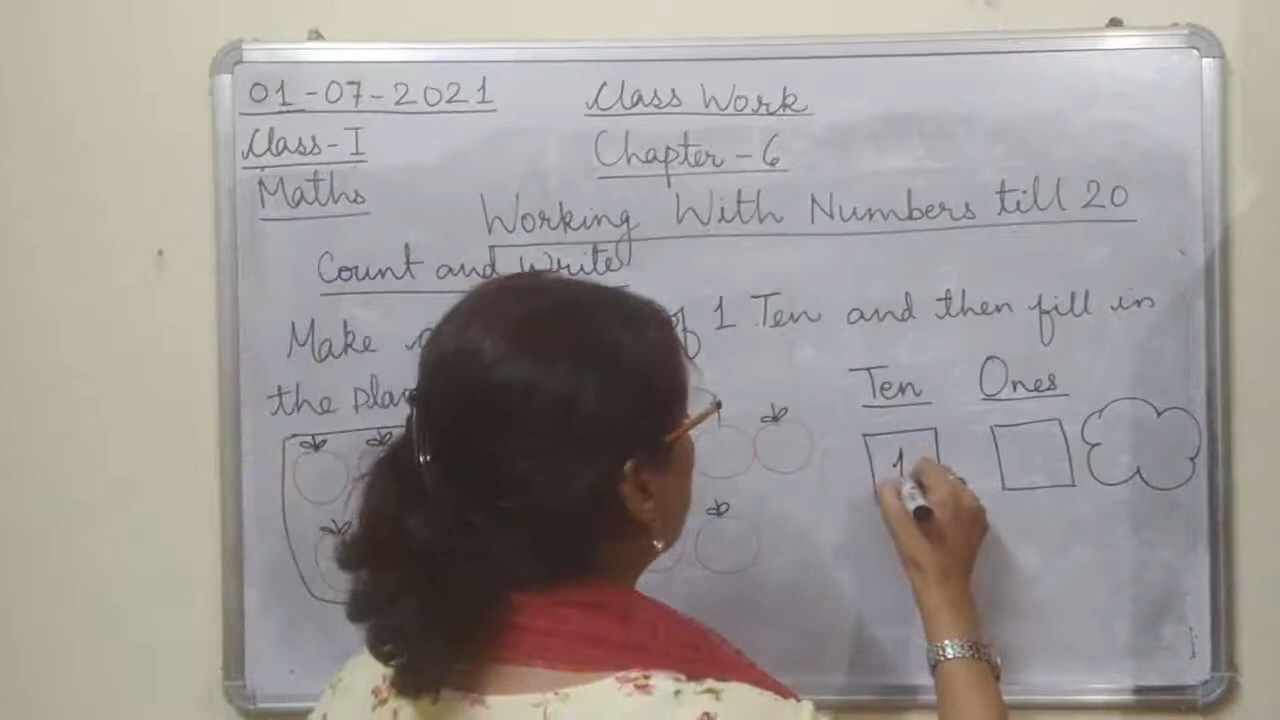 01-07-2021
Class Work
Class-I
Chapter-6
Maths
Working With Numbers till 20
Count and Write
Make of 1 Ten and then fill in
the
Ten Ones
1